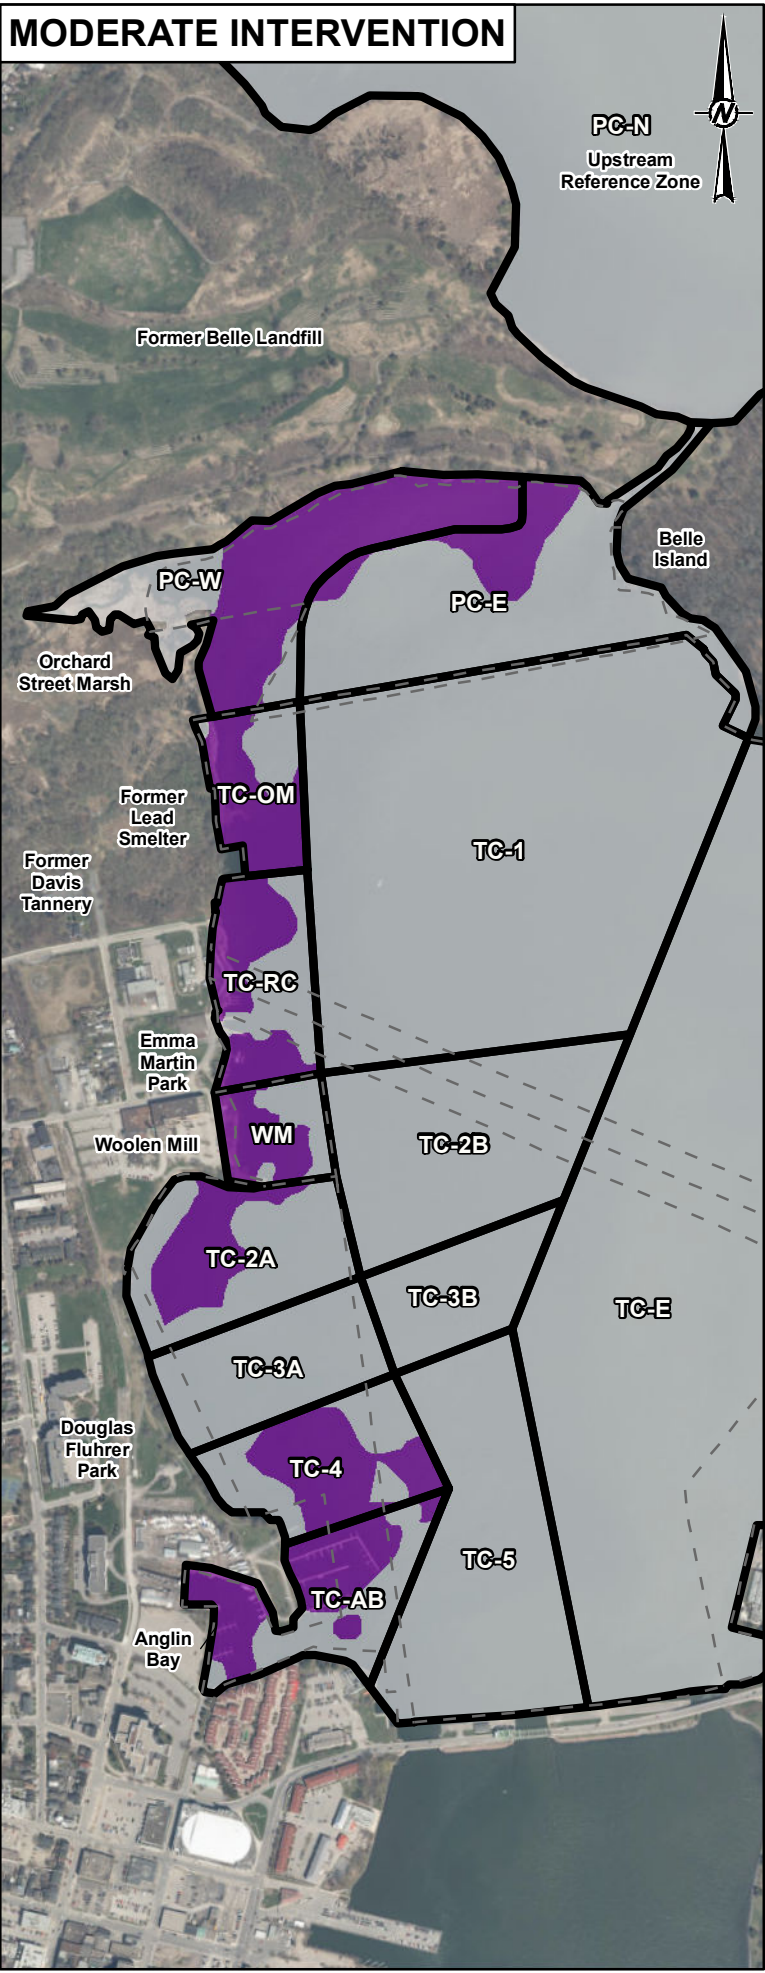 MODERATE INTERVENTION
PC-N
N
Upstream
Reference Zone
Former Belle Landfill
Belle
Island
PC-W
PC-E
Orchard
Street Marsh
Former
Lead
Smelter
TC-OM
TC-1
Former
Davis
Tannery
TC-RC
Emma
Martin
Park
WM
Woolen Mill
TC-2B
TC-2A
TC-3B
TC-E
TC-3A
Douglas
Fluhrer
Park
TC-4
TC-5
TC-AB
Anglin
Bay